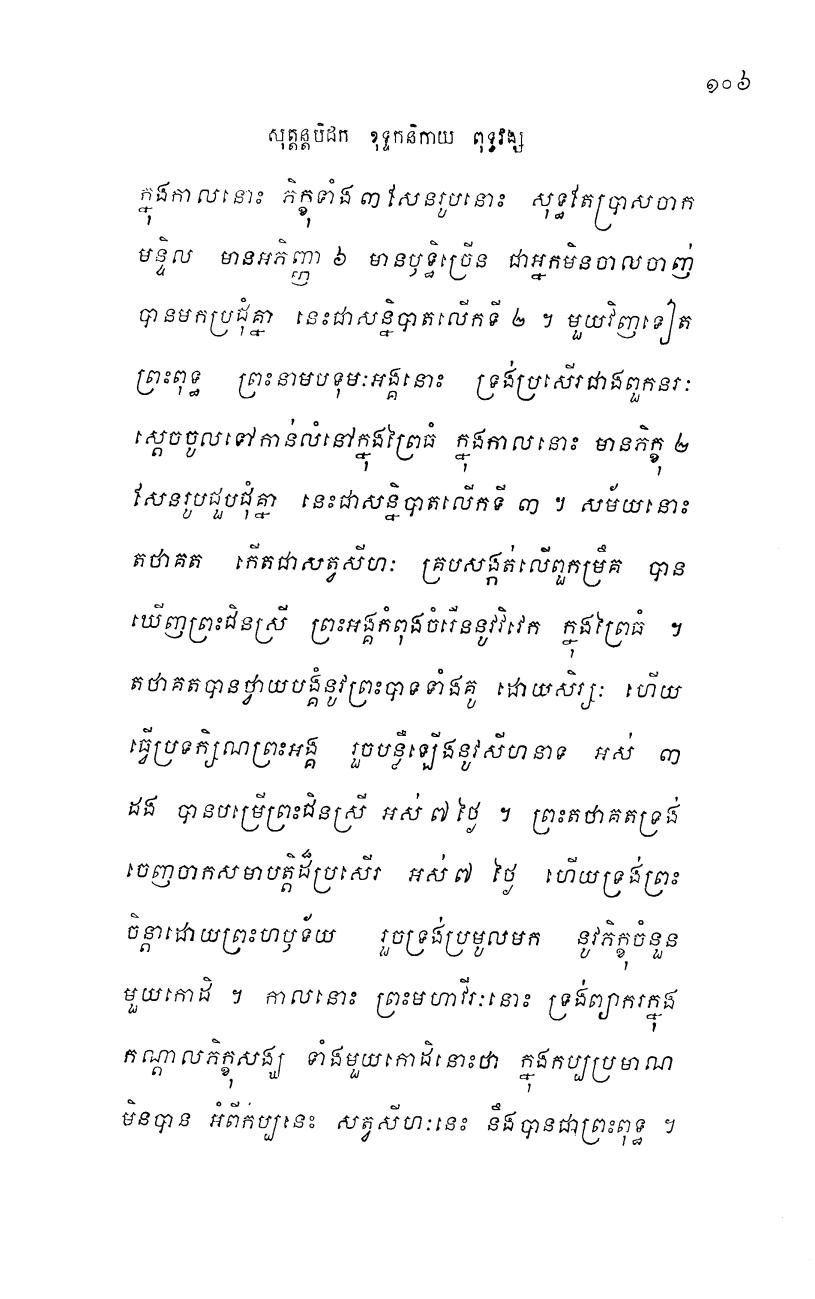 ១០៦
សុត្តន្តបិដក ខុទ្ទកនិកាយ ពុទ្ធវង្ស
ក្នុងកាលនោះ ភិក្ខុទាំង ៣ សែនរូបនោះ សុទ្ធតែប្រាសចាក
មន្ទិល មានអភិញ្ញា ៦ មានឫទ្ធិច្រើន ជាអ្នកមិនចាលចាញ់
បានមកប្រជុំគ្នា នេះជាសន្និបាតលើកទី ២ ។ មួយវិញទៀត
ព្រះពុទ្ធ ព្រះនាមបទុមៈអង្គនោះ ទ្រង់ប្រសើរជាងពួកនរៈ
ស្តេចចូលទៅកាន់លំនៅក្នុងព្រៃធំ ក្នុងកាលនោះ មានភិក្ខុ ២
សែនរូបជួបជុំគ្នា នេះជាសន្និបាតលើកទី ៣ ។ សម័យនោះ
តថាគត កើតជាសត្វសីហៈ គ្របសង្កត់លើពួកម្រឹគ បាន
ឃើញព្រះជិនស្រី ព្រះអង្គកំពុងចំរើននូវវិវេក ក្នុងព្រៃធំ ។
តថាគតបានថ្វាយបង្គំនូវព្រះបាទទាំងគូ ដោយសិរ្សៈ ហើយ
ធ្វើប្រទក្សិណព្រះអង្គ រួចបន្លឺឡើងនូវសីហនាទ អស់ ៣
ដង បានបម្រើព្រះជិនស្រី អស់ ៧ ថ្ងៃ ។ ព្រះតថាគតទ្រង់
ចេញចាកសមាបត្តិដ៏ប្រសើរ អស់ ៧ ថ្ងៃ ហើយទ្រង់ព្រះ
ចិន្តាដោយព្រះហឫទ័យ រួចទ្រង់ប្រមូលមក នូវភិក្ខុចំនួន
មួយកោដិ ។ កាលនោះ ព្រះមហាវីរៈនោះ ទ្រង់ព្យាករក្នុង
កណ្តាលភិក្ខុសង្ឃ ទាំងមួយកោដិនោះថា ក្នុងកប្បប្រមាណ
មិនបាន អំពីកប្បនេះ សត្វសីហៈនេះ នឹងបានជាព្រះពុទ្ធ ។